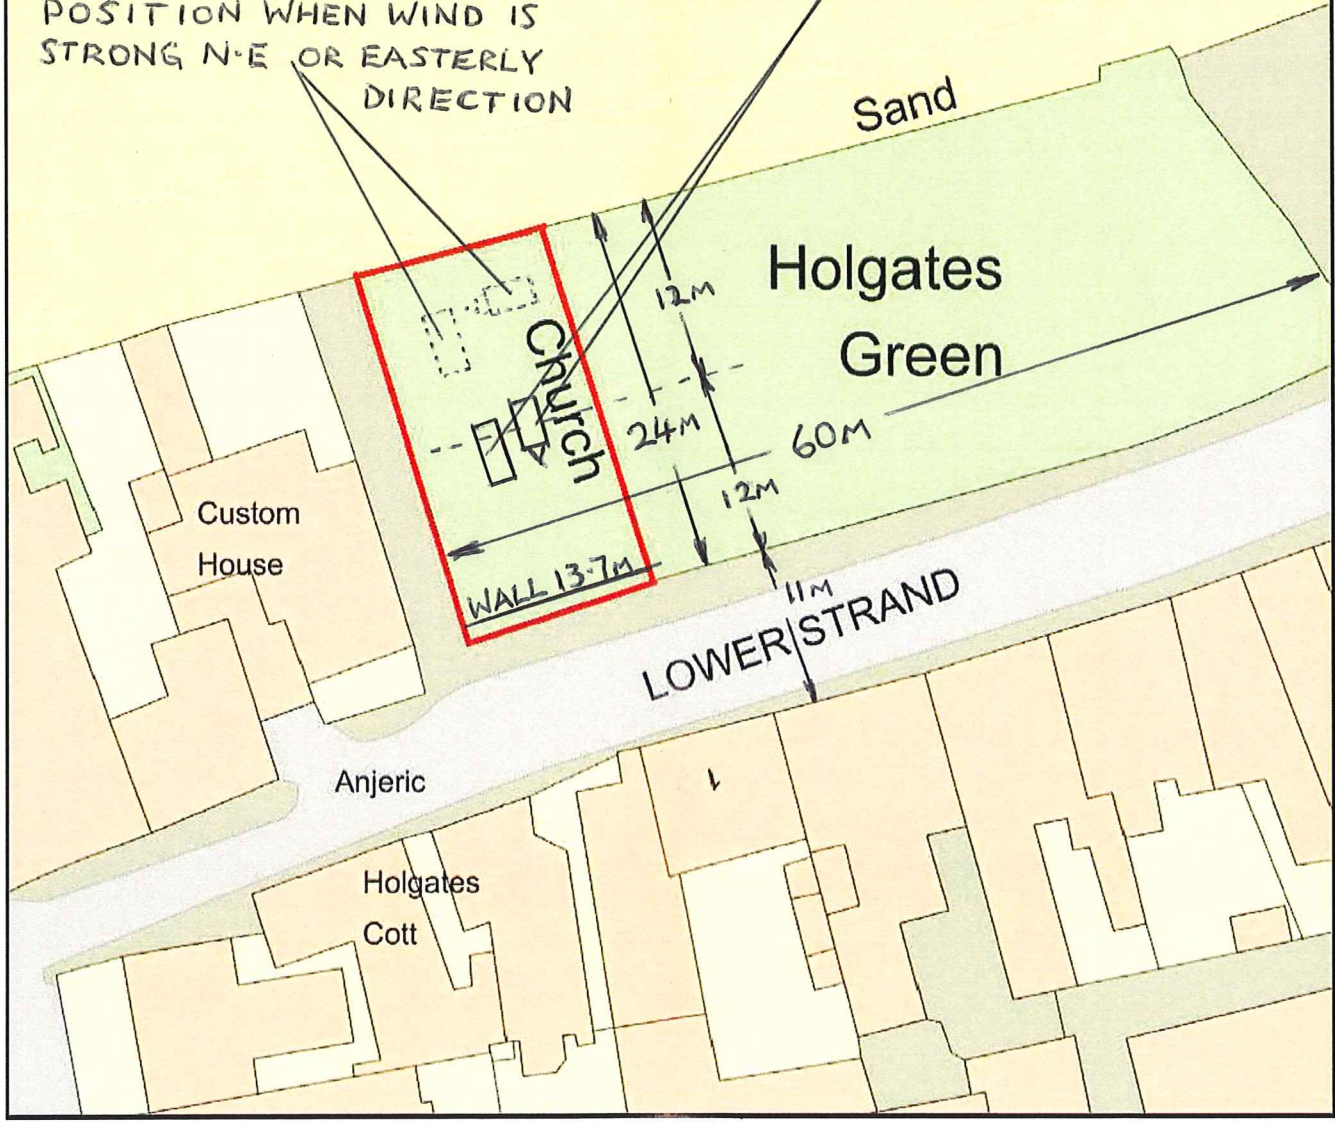 POSITION WHEN WIND IS
STRONG N-E OR EASTERLY
DIRECTION
Sand
Holgates
Green
12M
Church
24M
60M
12M
Custom
House
WALL 13.7M
11M
LOWER STRAND
Anjeric
1
Holgates
Cott